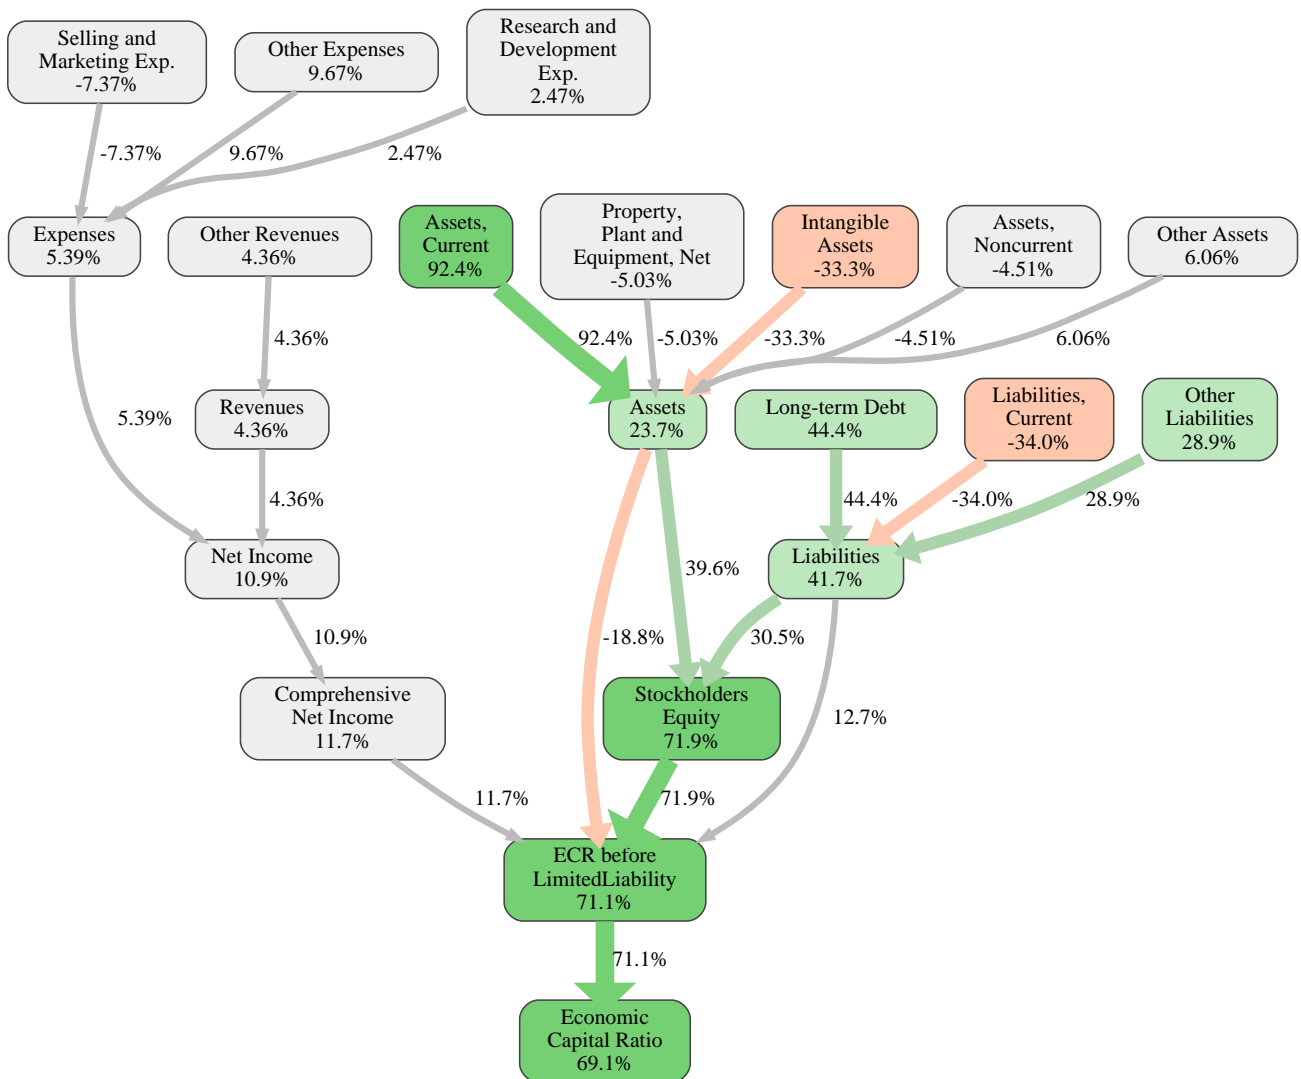 Selling and
Marketing Exp.
-7.37%
Other Expenses
9.67%
Research and
Development
Exp.
2.47%
-7.37%
9.67%
2.47%
Expenses
5.39%
Other Revenues
4.36%
Assets,
Current
92.4%
Property,
Plant and
Equipment, Net
-5.03%
Intangible
Assets
-33.3%
Assets,
Noncurrent
-4.51%
Other Assets
6.06%
4.36%
92.4%
-5.03%
-33.3%
-4.51%
6.06%
5.39%
Revenues
4.36%
Assets
23.7%
Long-term Debt
44.4%
Liabilities,
Current
-34.0%
Other
Liabilities
28.9%
4.36%
44.4%
-34.0%
28.9%
Net Income
10.9%
39.6%
Liabilities
41.7%
10.9%
-18.8%
30.5%
Comprehensive
Net Income
11.7%
Stockholders
Equity
71.9%
12.7%
11.7%
71.9%
ECR before
LimitedLiability
71.1%
71.1%
Economic
Capital Ratio
69.1%